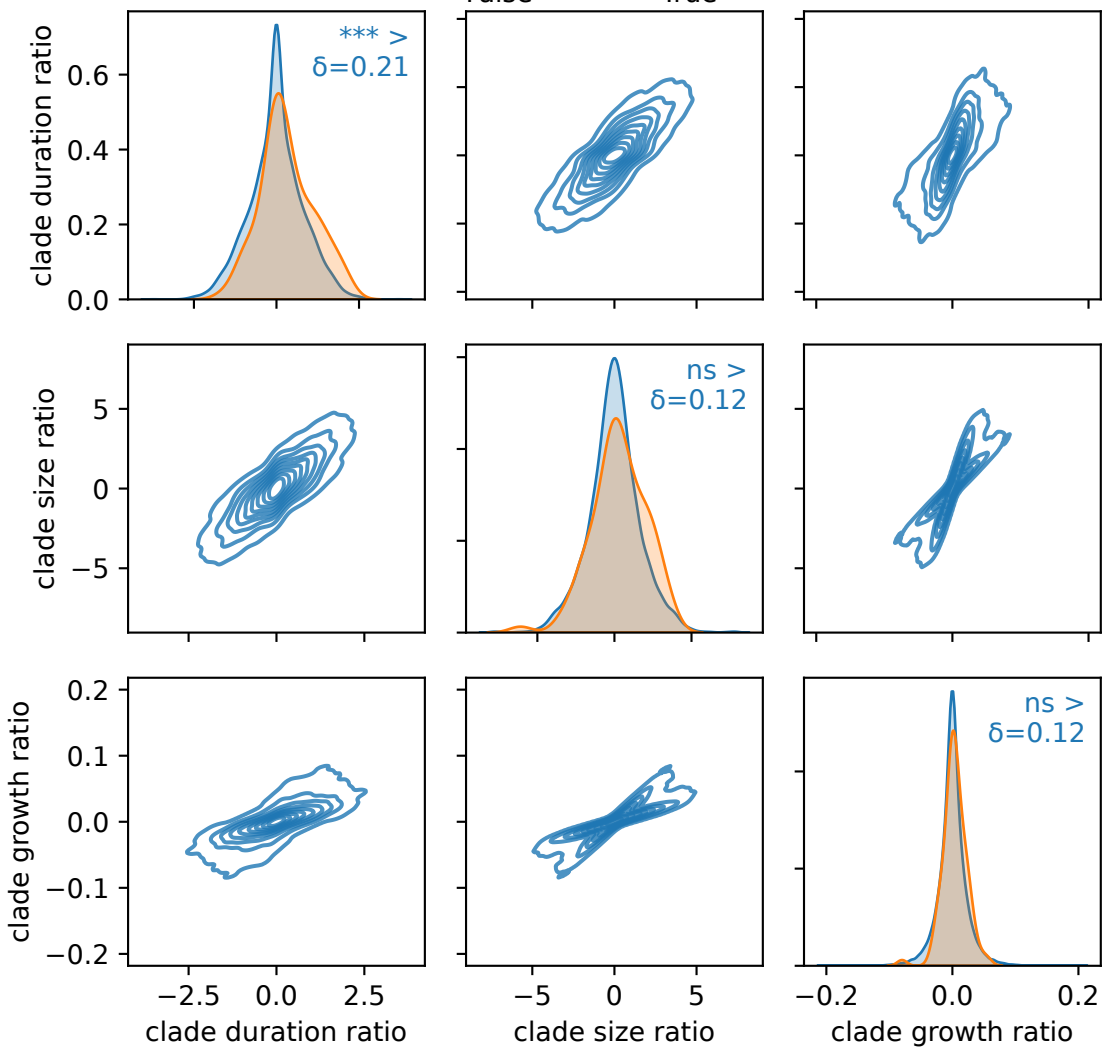 clade duration ratio
0.6
0.4
0.2
0.0
*** >
δ=0.21
clade size ratio
5
0
−5
ns >
δ=0.12
clade growth ratio
0.2
0.1
0.0
−0.1
−0.2
ns >
δ=0.12
−2.5 0.0 2.5
−5 0 5
−0.2 0.0 0.2
clade duration ratio
clade size ratio
clade growth ratio